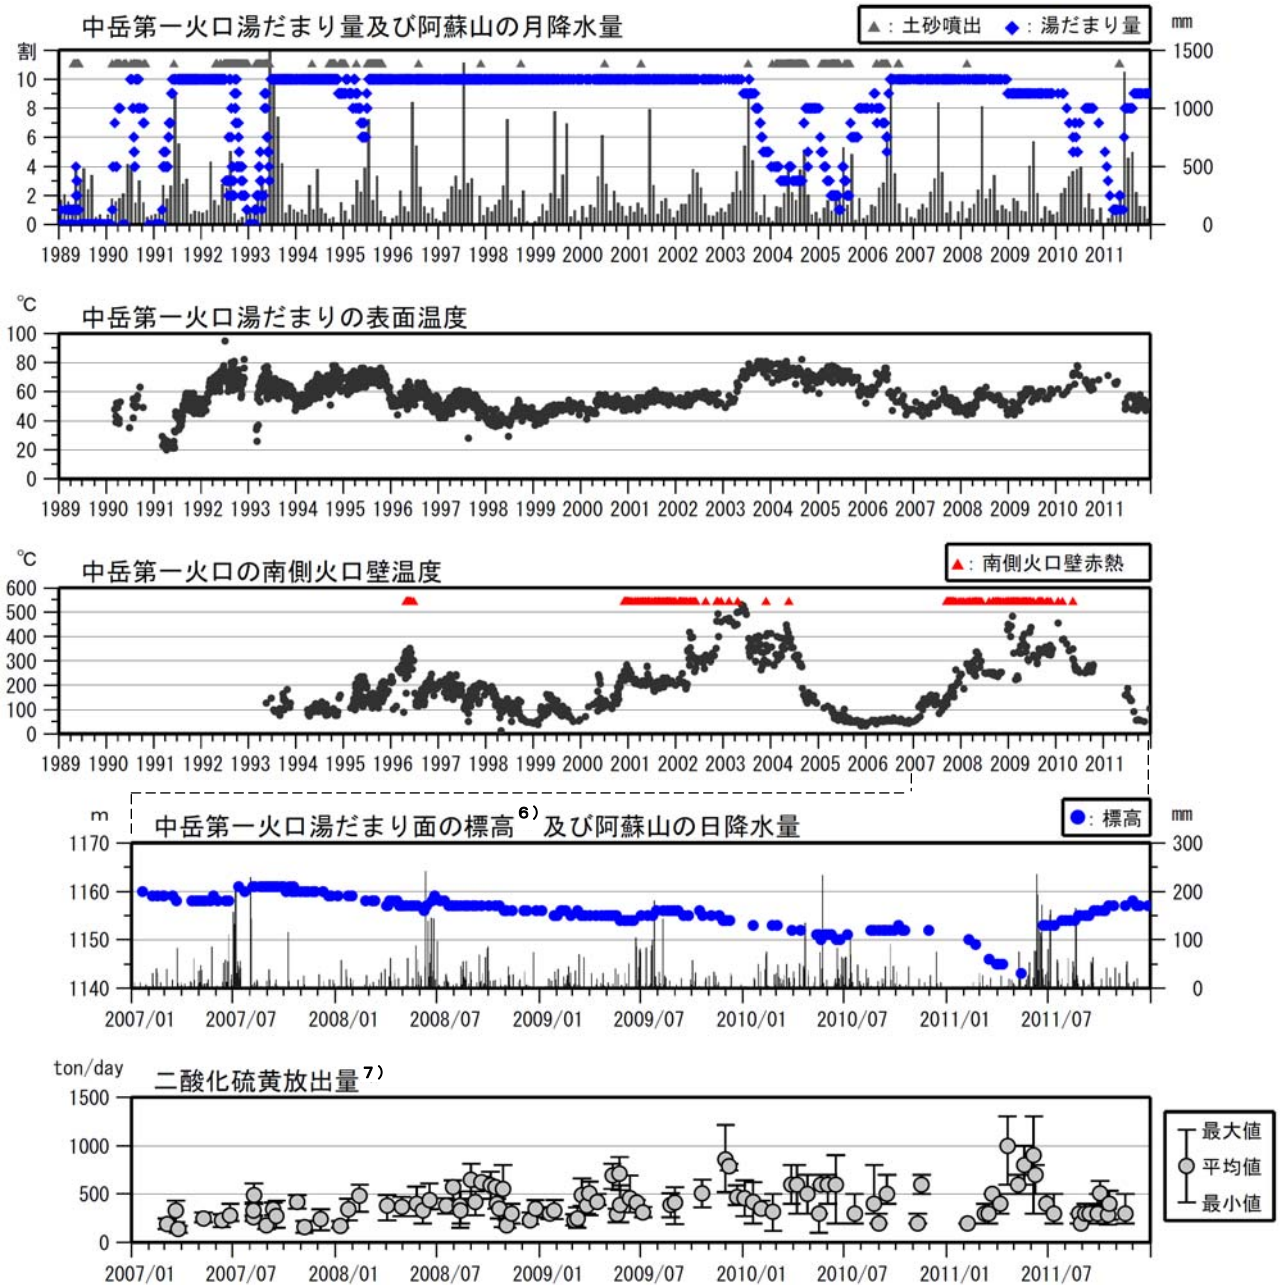 中岳第一火口湯だまり量及び阿蘇山の月降水量
▲：土砂噴出 ◆：湯だまり量
mm
割
10
8
6
4
2
0
1500
1000
500
0
1989 1990 1991 1992 1993 1994 1995 1996 1997 1998 1999 2000 2001 2002 2003 2004 2005 2006 2007 2008 2009 2010 2011
℃
中岳第一火口湯だまりの表面温度
100
80
60
40
20
0
1989 1990 1991 1992 1993 1994 1995 1996 1997 1998 1999 2000 2001 2002 2003 2004 2005 2006 2007 2008 2009 2010 2011
℃
中岳第一火口の南側火口壁温度
▲：南側火口壁赤熱
600
500
400
300
200
100
0
1989 1990 1991 1992 1993 1994 1995 1996 1997 1998 1999 2000 2001 2002 2003 2004 2005 2006 2007 2008 2009 2010 2011
m
中岳第一火口湯だまり面の標高６）及び阿蘇山の日降水量
●：標高
mm
1170
1160
1150
1140
300
200
100
0
2007/01 2007/07 2008/01 2008/07 2009/01 2009/07 2010/01 2010/07 2011/01 2011/07
ton/day
二酸化硫黄放出量７）
1500
1000
500
0
最大値
平均値
最小値
2007/01 2007/07 2008/01 2008/07 2009/01 2009/07 2010/01 2010/07 2011/01 2011/07